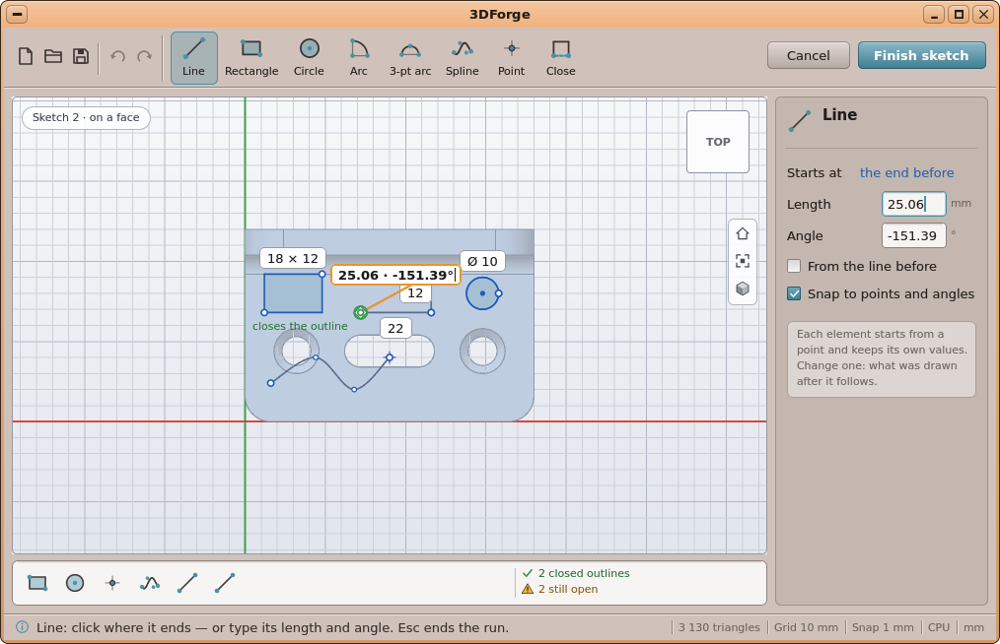 3DForge
Line
Rectangle
Circle
Arc
3-pt arc
Spline
Point
Close
Cancel
Finish sketch
Sketch 2 · on a face
TOP
18 × 12
Ø 10
25.06 · -151.39°
12
closes the outline
22
Line
Starts at the end before
Length 25.06 mm
Angle -151.39 °
From the line before
Snap to points and angles
Each element starts from a
point and keeps its own values.
Change one: what was drawn
after it follows.
2 closed outlines
2 still open
Line: click where it ends — or type its length and angle. Esc ends the run.
3 130 triangles
Grid 10 mm
Snap 1 mm
CPU
mm